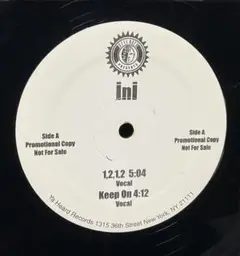 ini
Side A
Promotional Copy
Not For Sale
Side A
Promotional Copy
Not For Sale
1,2,1,2 5:04
Vocal
Keep On 4:12
Vocal
Ya Heard Records 1315 36th Street New York, NY 21111